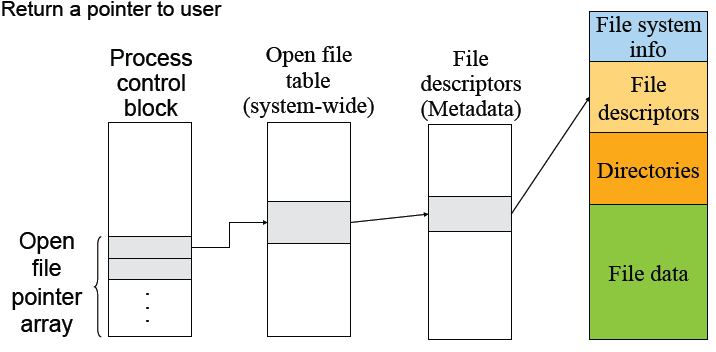 Return a pointer to user
Process
control
block
Open file
table
(system-wide)
File
descriptors
(Metadata)
File system
info
File
descriptors
Directories
File data
Open
file
pointer
array